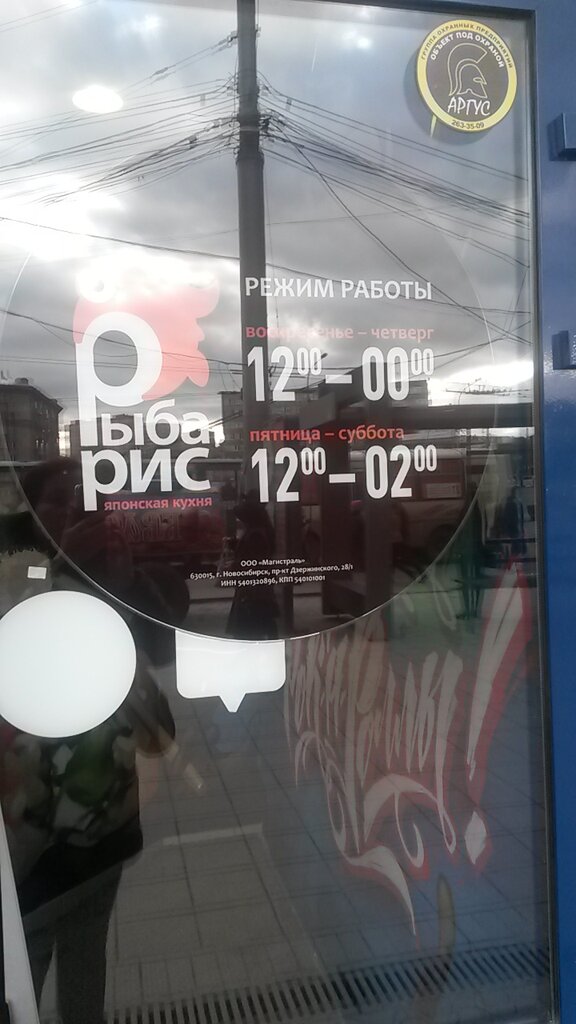 ГРУППА ОХРАННЫХ ПРЕДПРИЯТИЙ
ОБЪЕКТ ПОД ОХРАНОЙ
АРГУС
263-35-09
РЕЖИМ РАБОТЫ
воскресенье – четверг
12⁰⁰ – 00⁰⁰
пятница – суббота
12⁰⁰ – 02⁰⁰
Рыба
рис
японская кухня
ООО «Магистраль»
630015, г. Новосибирск, пр-кт Дзержинского, 28/1
ИНН 5401320896, КПП 540101001